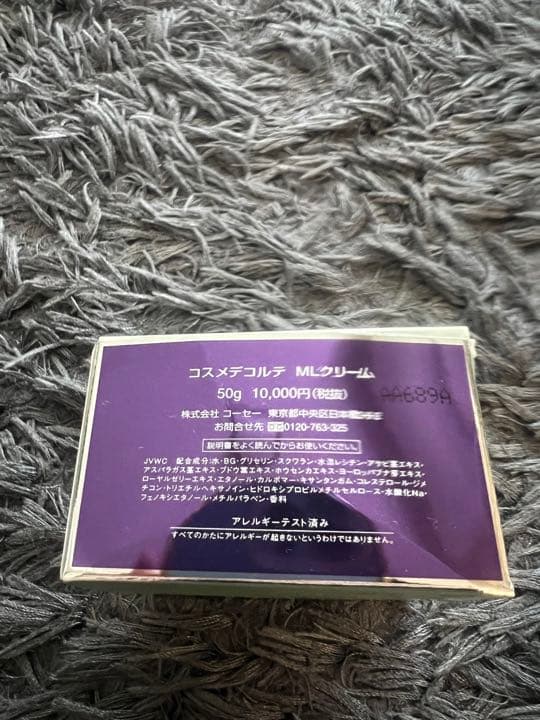 コスメデコルテ MLクリーム
50g 10,000円(税抜)
AA689A
株式会社 コーセー 東京都中央区日本橋
お問合せ先 0120-763-325
説明書をよく読んでからお使いください。
JVWC 配合成分:水・BG・グリセリン・スクワラン・水添レシチン・アケビ茎エキス・
アスパラガス茎エキス・ブドウ葉エキス・ホウセンカエキス・ヨーロッパブナ芽エキス・
ローヤルゼリーエキス・エタノール・カルボマー・キサンタンガム・コレステロール・ジメ
チコン・トリエチルヘキサノイン・ヒドロキシプロピルメチルセルロース・水酸化Na・
フェノキシエタノール・メチルパラベン・香料
アレルギーテスト済み
すべてのかたにアレルギーが起きないというわけではありません。